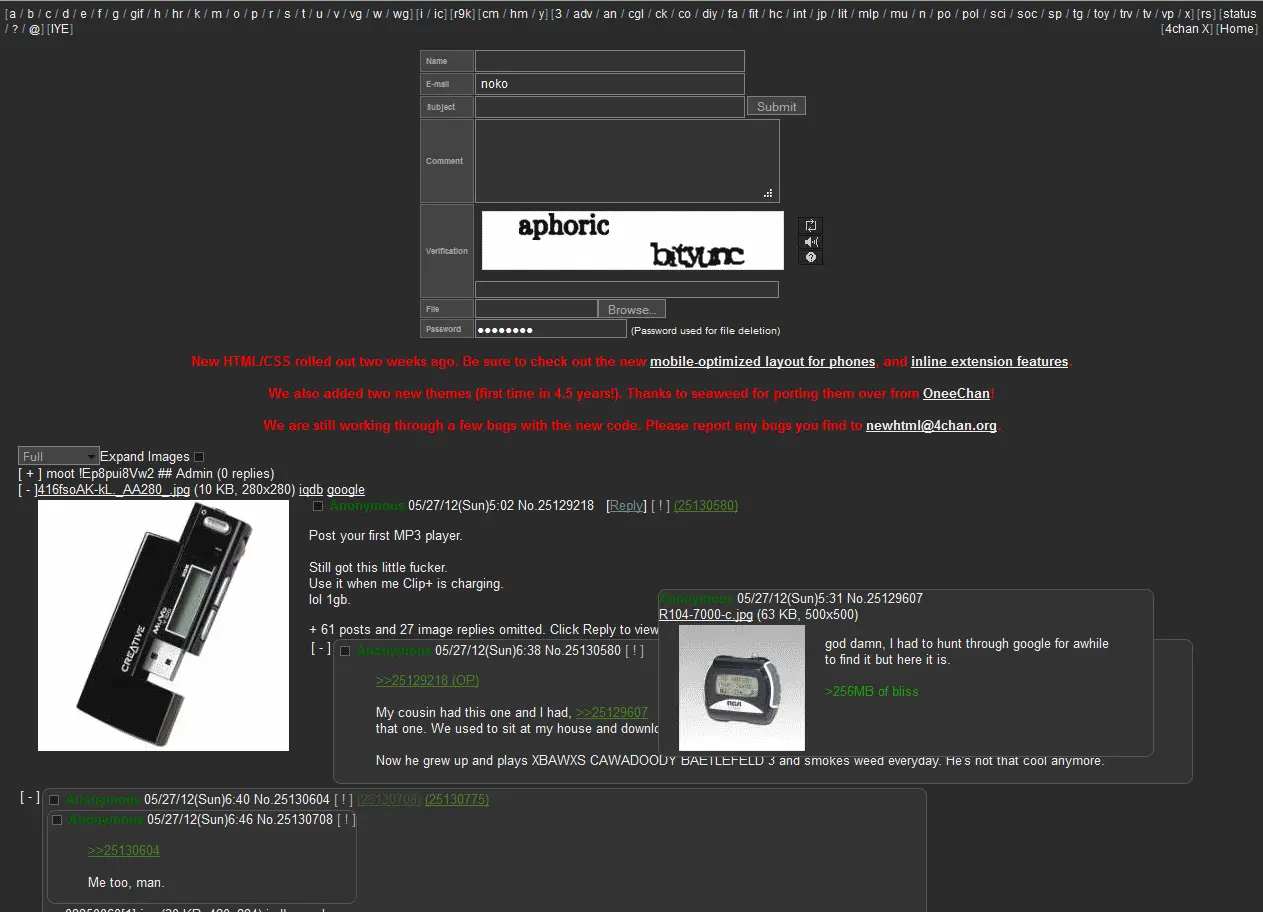 [a / b / c / d / e / f / g / gif / h / hr / k / m / o / p / r / s / t / u / v / vg / w / wg] [i / ic] [r9k] [cm / hm / y] [3 / adv / an / cgl / ck / co / diy / fa / fit / hc / int / jp / lit / mlp / mu / n / po / pol / sci / soc / sp / tg / toy / trv / tv / vp / x] [rs] [status
/ ? / @] [IYE]
[4chan X] [Home]
Name
E-mail
noko
Subject
Submit
Comment
Verification
aphoric
bityunc
File
Browse...
Password
(Password used for file deletion)
New HTML/CSS rolled out two weeks ago. Be sure to check out the new mobile-optimized layout for phones, and inline extension features.
We also added two new themes (first time in 4.5 years!). Thanks to seaweed for porting them over from OneeChan!
We are still working through a few bugs with the new code. Please report any bugs you find to newhtml@4chan.org.
Full
Expand Images
[ + ] moot !Ep8pui8Vw2 ## Admin (0 replies)
[ - ]416fsoAK-kL._AA280_.jpg (10 KB, 280x280) iqdb google
Anonymous 05/27/12(Sun)5:02 No.25129218 [Reply] [ ! ] (25130580)
Post your first MP3 player.
Still got this little fucker.
Use it when me Clip+ is charging.
lol 1gb.
CREATIVE
MuVo
+ 61 posts and 27 image replies omitted. Click Reply to view
[ - ]
Anonymous 05/27/12(Sun)6:38 No.25130580 [ ! ]
>>25129218 (OP)
My cousin had this one and I had, >>25129607
that one. We used to sit at my house and downlo
Now he grew up and plays XBAWXS CAWADOODY BAETLEFELD 3 and smokes weed everyday. He's not that cool anymore.
Anonymous 05/27/12(Sun)5:31 No.25129607
R104-7000-c.jpg (63 KB, 500x500)
god damn, I had to hunt through google for awhile
to find it but here it is.
>256MB of bliss
RCA
[ - ]
Anonymous 05/27/12(Sun)6:40 No.25130604 [ ! ] (25130708) (25130775)
Anonymous 05/27/12(Sun)6:46 No.25130708 [ ! ]
>>25130604
Me too, man.